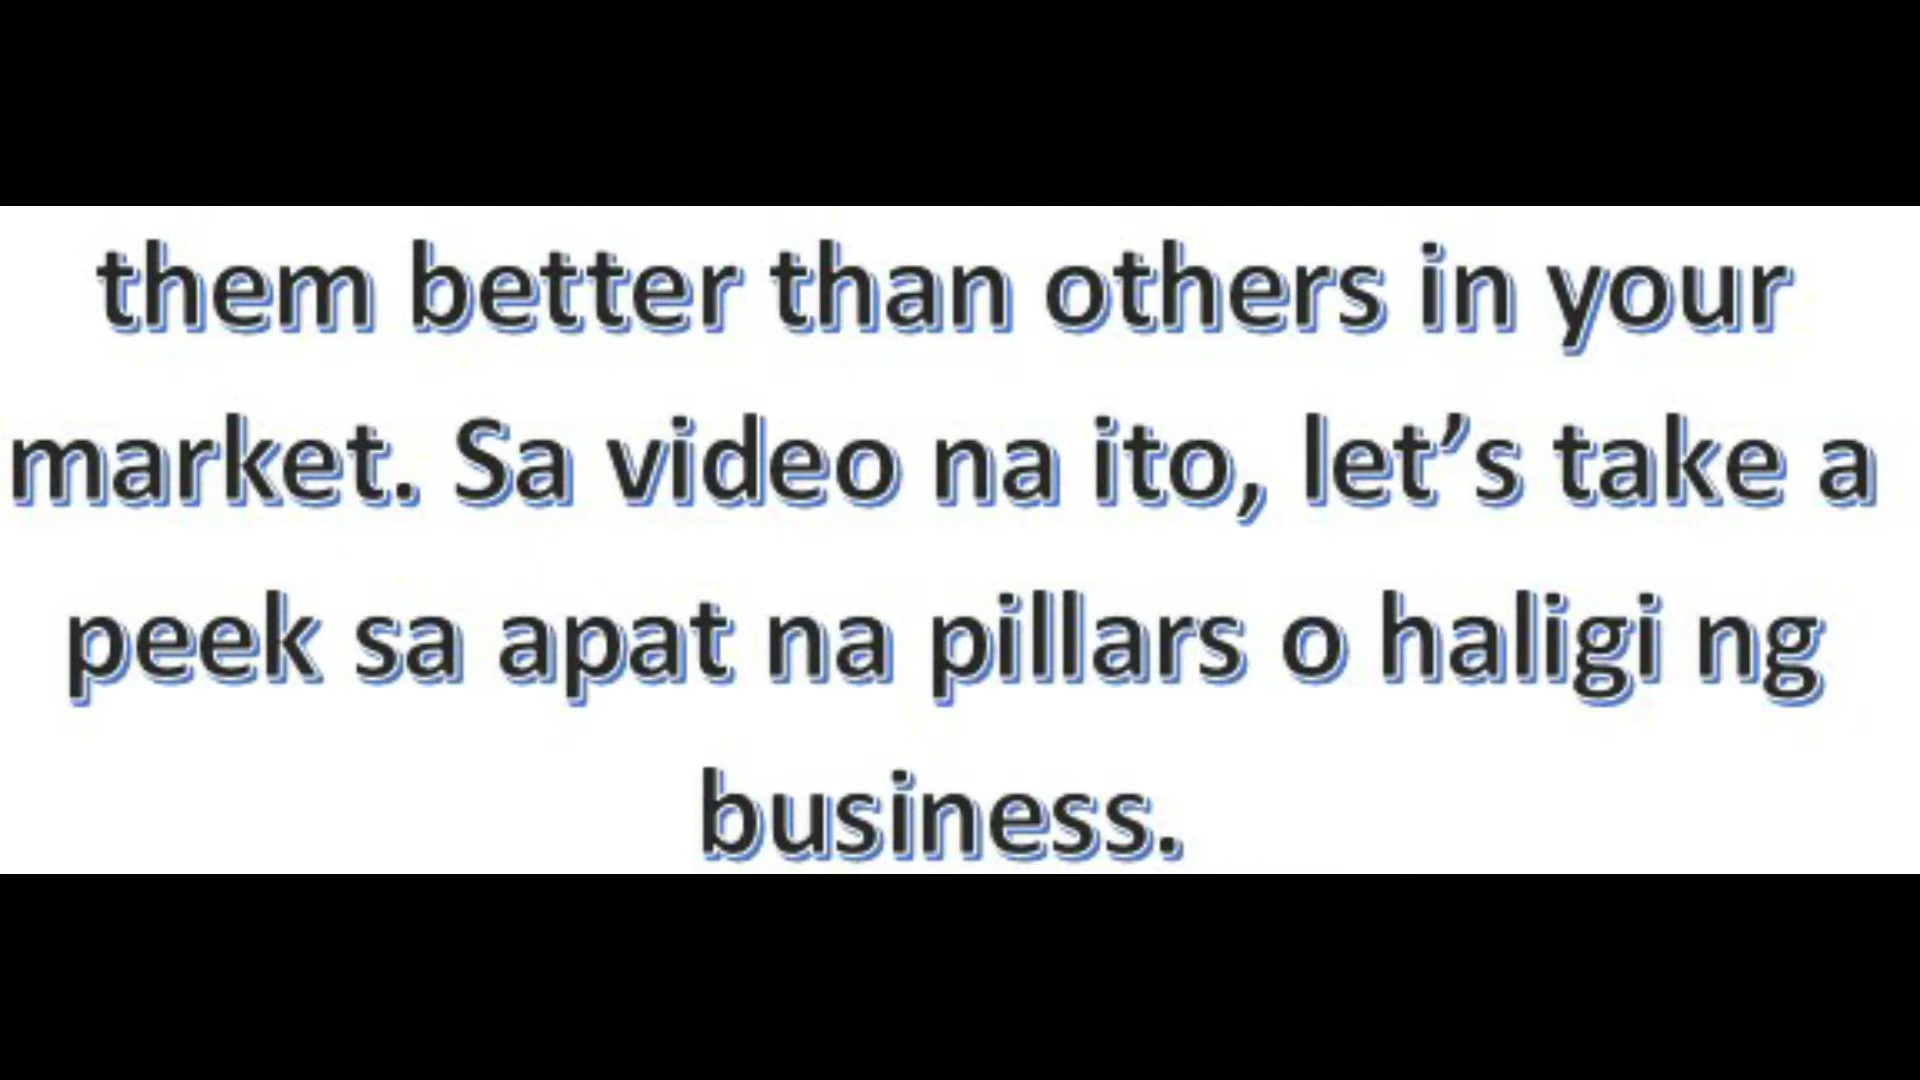 them better than others in your
market. Sa video na ito, let’s take a
peek sa apat na pillars o haligi ng
business.